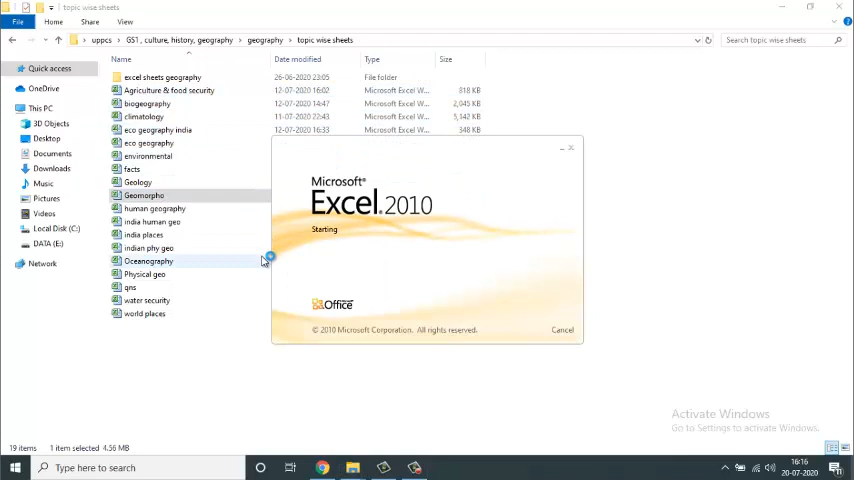 topic wise sheets
File Home Share View
uppcs > GS1 , culture, history, geography > geography > topic wise sheets
Search topic wise sheets
Name Date modified Type Size
Quick access
OneDrive
This PC
3D Objects
Desktop
Documents
Downloads
Music
Pictures
Videos
Local Disk (C:)
DATA (E:)
Network
excel sheets geography 26-06-2020 23:05 File folder
Agriculture & food security 12-07-2020 16:02 Microsoft Excel W... 818 KB
biogeography 12-07-2020 14:47 Microsoft Excel W... 2,045 KB
climatology 11-07-2020 22:43 Microsoft Excel W... 5,142 KB
eco geography india 12-07-2020 16:33 Microsoft Excel W... 348 KB
eco geography
environmental
facts
Geology
Geomorpho
human geography
india human geo
india places
indian phy geo
Oceanography
Physical geo
qns
water security
world places
Microsoft®
Excel 2010
Starting
Office
© 2010 Microsoft Corporation. All rights reserved.
Cancel
Activate Windows
Go to Settings to activate Windows.
19 items 1 item selected 4.56 MB
Type here to search
16:16
20-07-2020